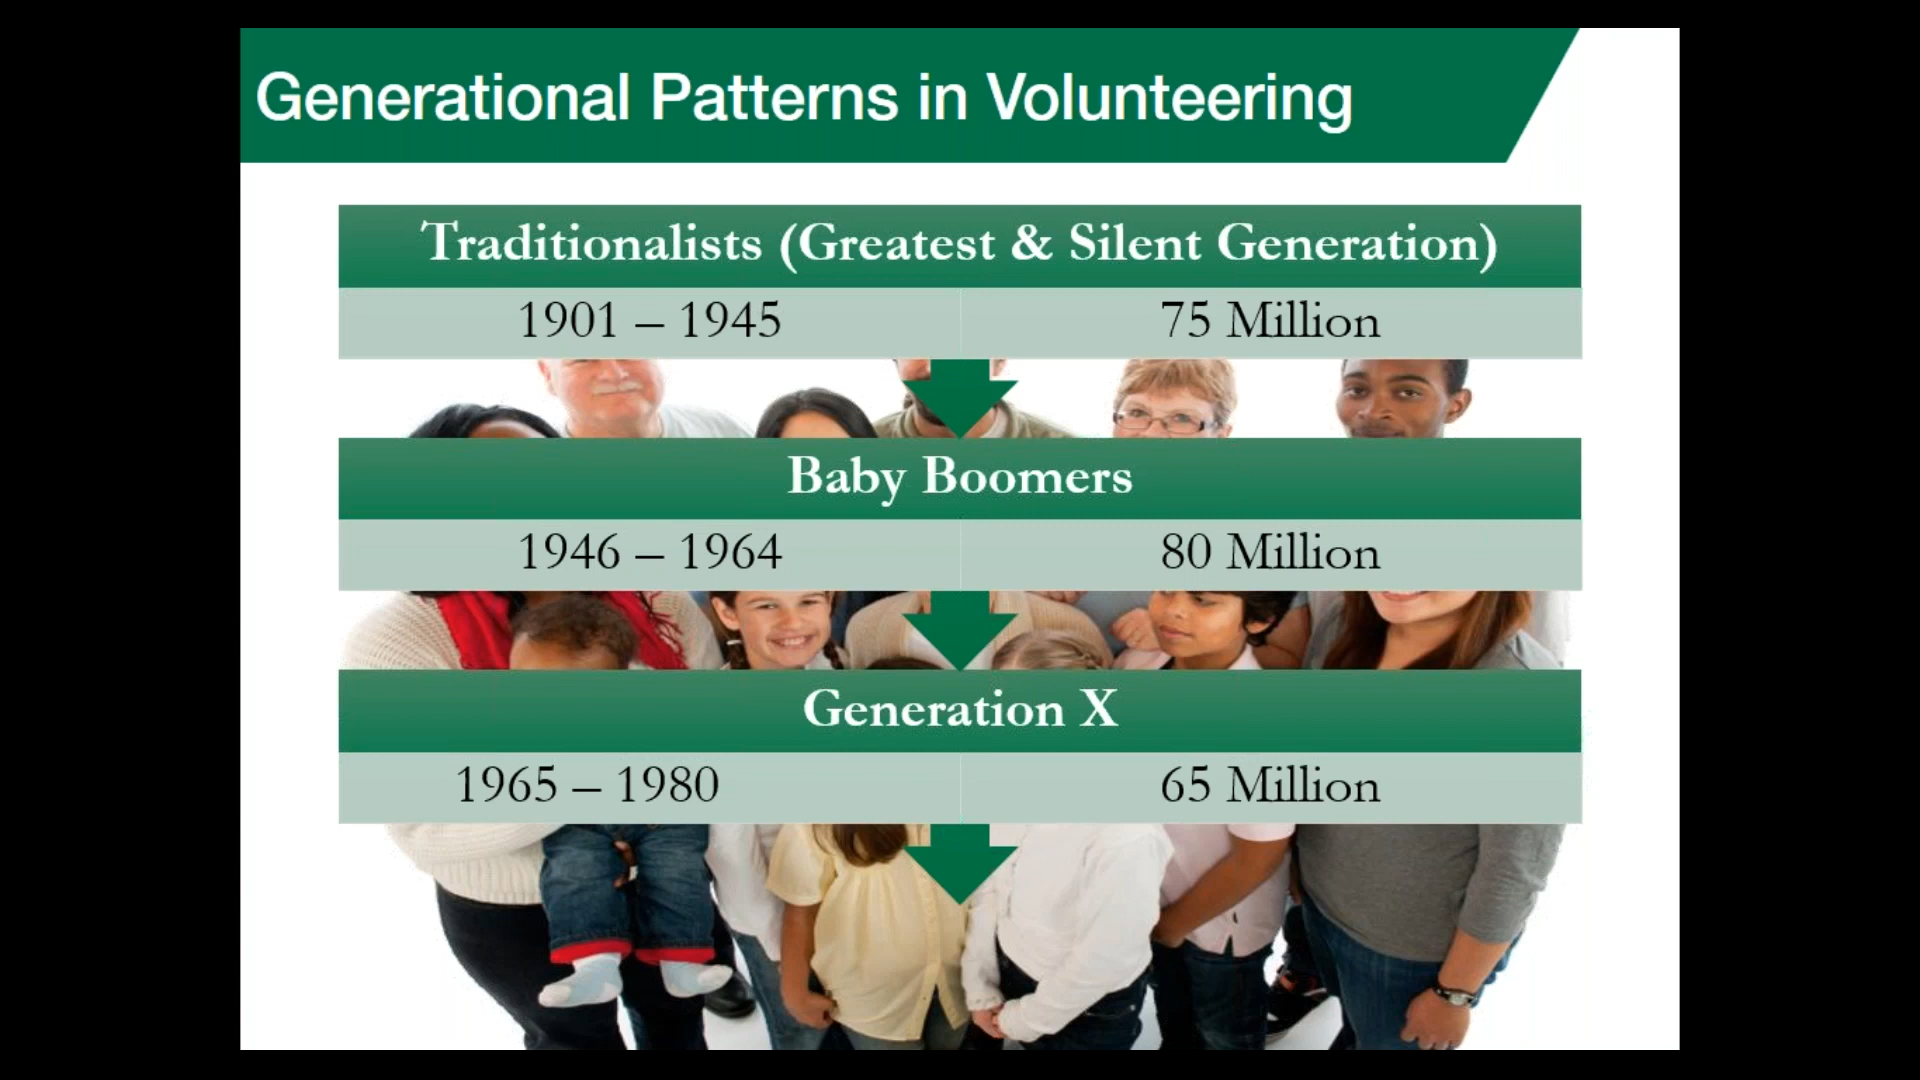 Generational Patterns in Volunteering
Traditionalists (Greatest & Silent Generation)
1901 – 1945
75 Million
Baby Boomers
1946 – 1964
80 Million
Generation X
1965 – 1980
65 Million